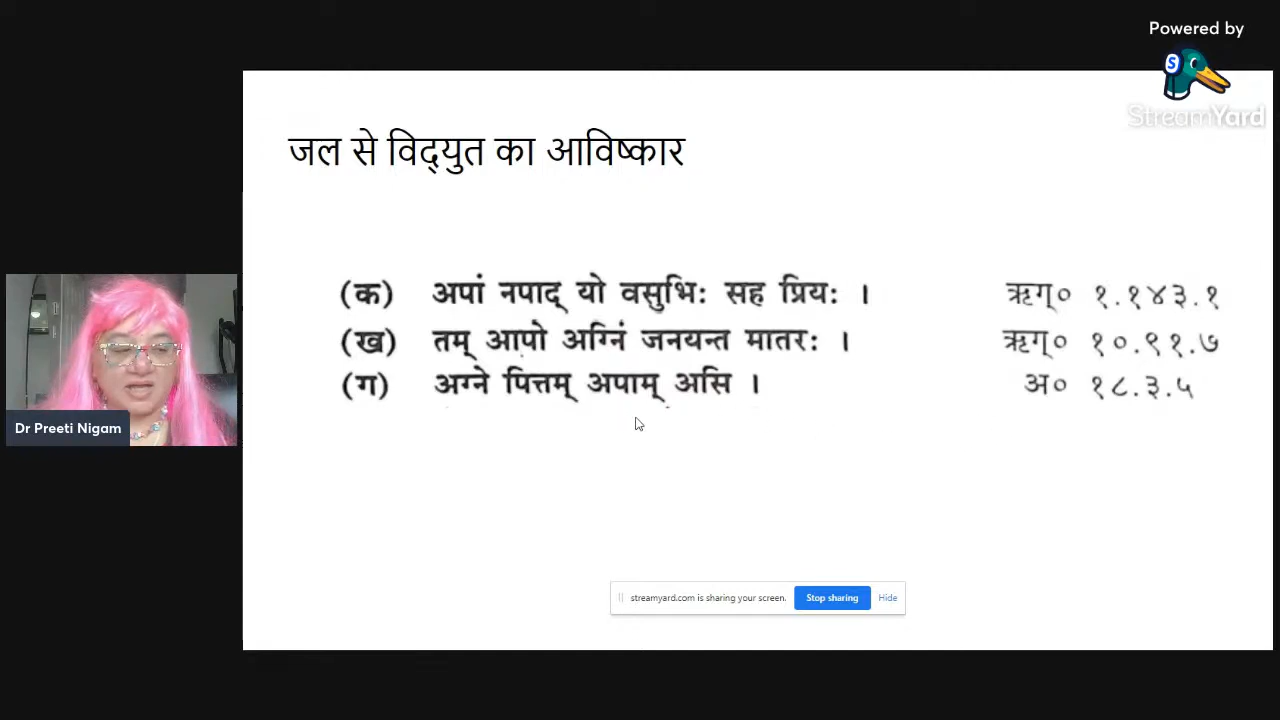 Powered by
StreamYard
जल से विद्युत का आविष्कार
(क) अपां नपाद् यो वसुभिः सह प्रियः । ऋग्० १.१४३.१
(ख) तम् आपो अग्निं जनयन्त मातरः । ऋग्० १०.९१.७
(ग) अग्ने पित्तम् अपाम् असि । अ० १८.३.५
Dr Preeti Nigam
streamyard.com is sharing your screen. Stop sharing Hide